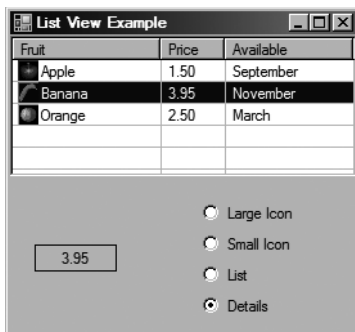 List View Example
Fruit Price Available
Apple 1.50 September
Banana 3.95 November
Orange 2.50 March
Large Icon
Small Icon
3.95
List
Details